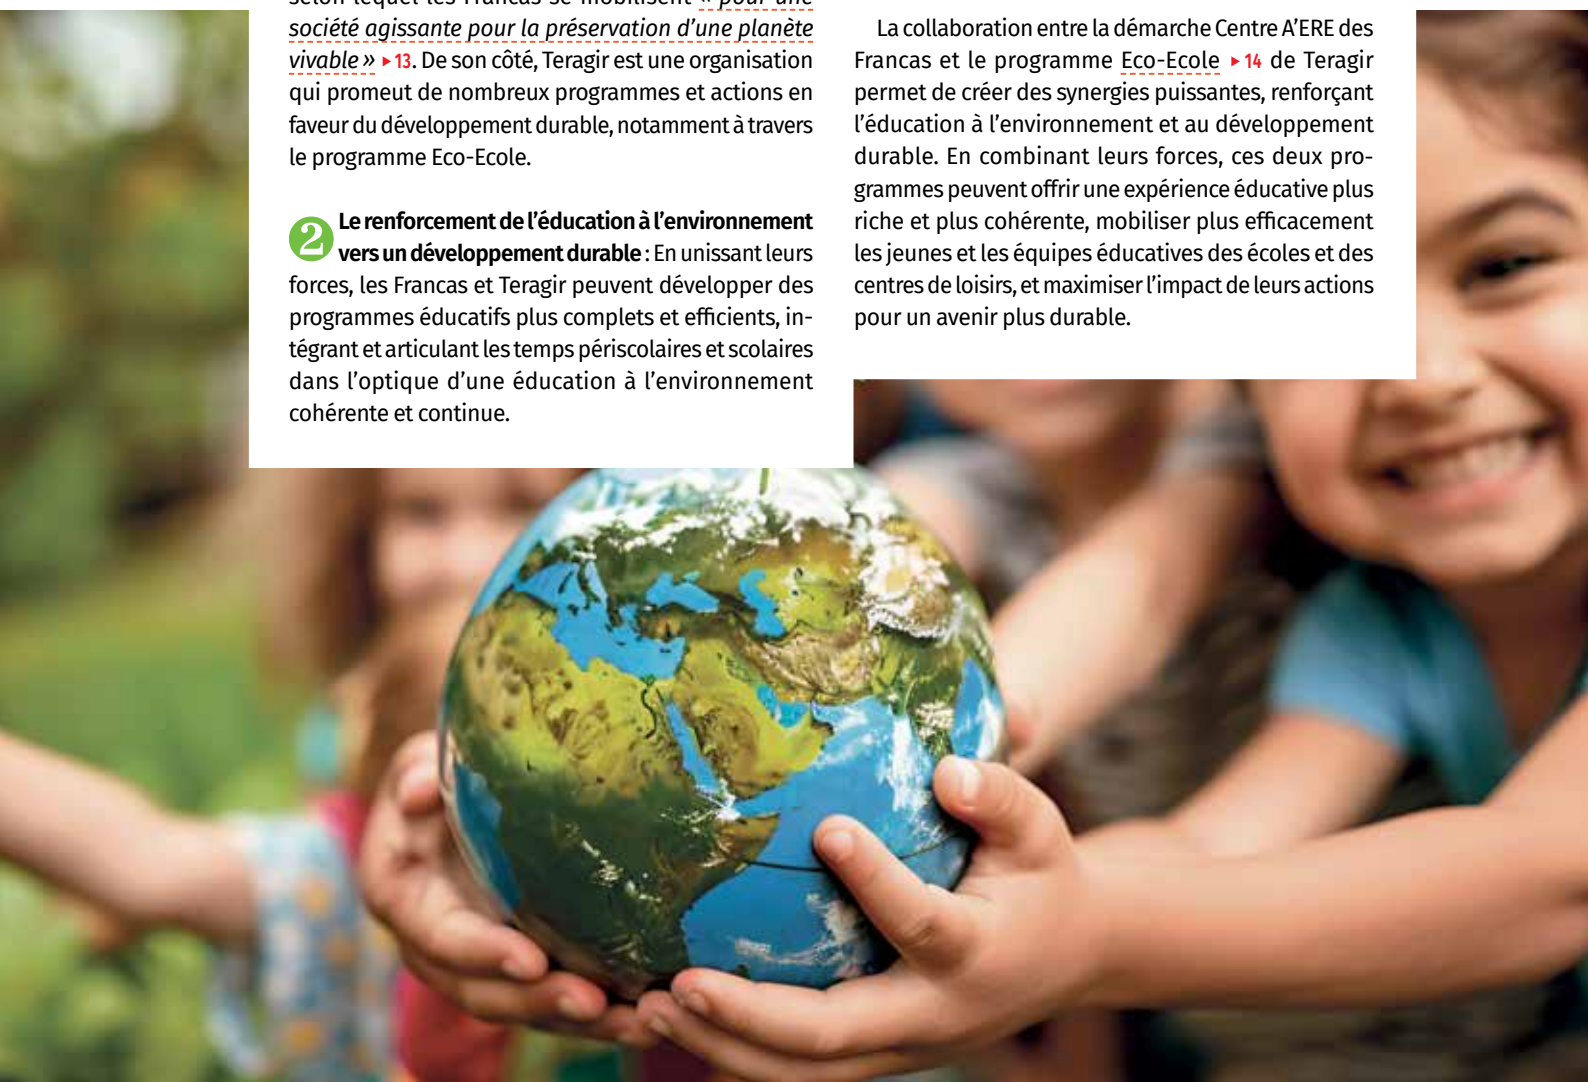 selon lequel les Francas se mobilisent « pour une
société agissante pour la préservation d'une planète
vivable » ▸ 13. De son côté, Teragir est une organisation
qui promeut de nombreux programmes et actions en
faveur du développement durable, notamment à travers
le programme Eco-Ecole.
2 Le renforcement de l'éducation à l'environnement
vers un développement durable : En unissant leurs
forces, les Francas et Teragir peuvent développer des
programmes éducatifs plus complets et efficients, in-
tégrant et articulant les temps périscolaires et scolaires
dans l'optique d'une éducation à l'environnement
cohérente et continue.
La collaboration entre la démarche Centre A'ERE des
Francas et le programme Eco-Ecole ▸ 14 de Teragir
permet de créer des synergies puissantes, renforçant
l'éducation à l'environnement et au développement
durable. En combinant leurs forces, ces deux pro-
grammes peuvent offrir une expérience éducative plus
riche et plus cohérente, mobiliser plus efficacement
les jeunes et les équipes éducatives des écoles et des
centres de loisirs, et maximiser l'impact de leurs actions
pour un avenir plus durable.